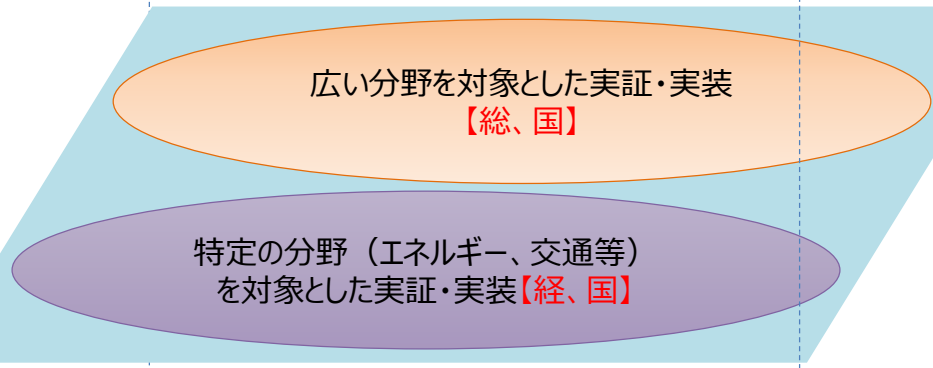 広い分野を対象とした実証・実装
【総、国】
特定の分野（エネルギー、交通等）
を対象とした実証・実装【経、国】